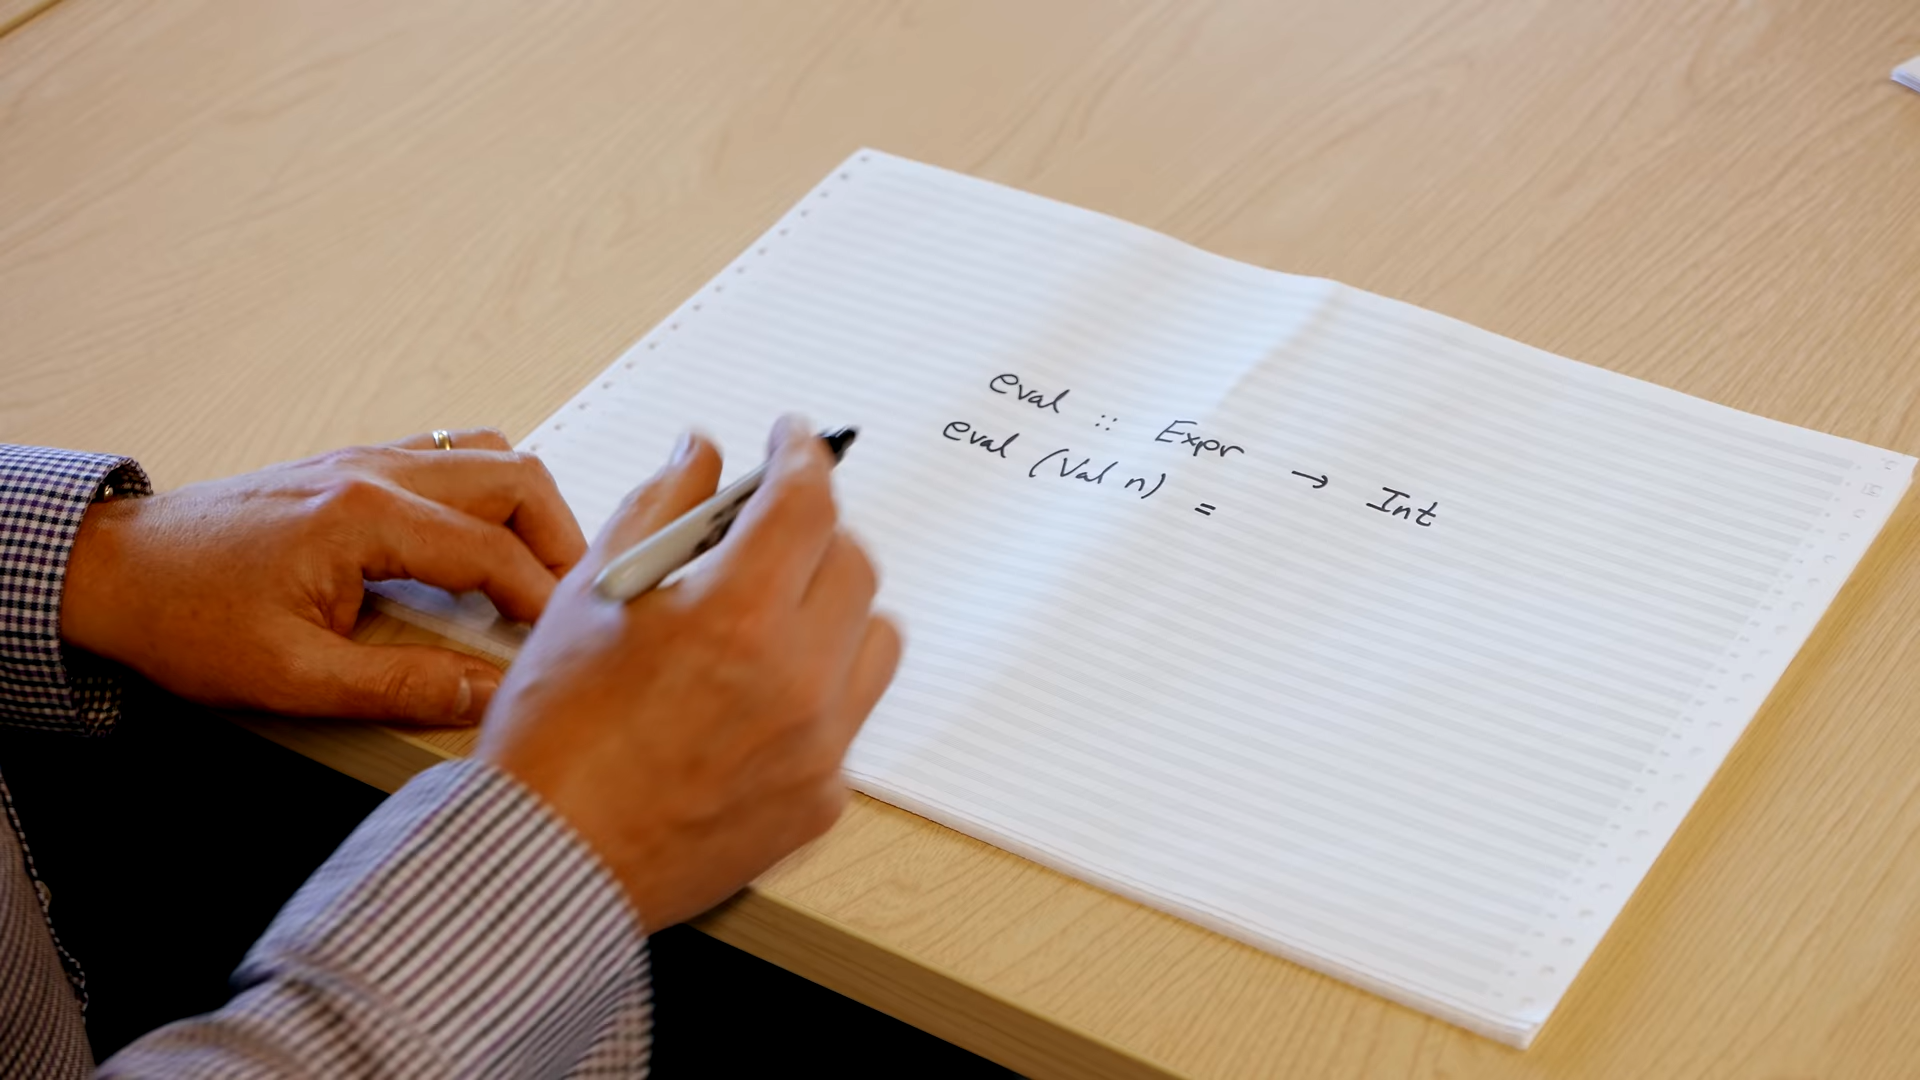 eval :: Expr → Int
eval (Val n) =